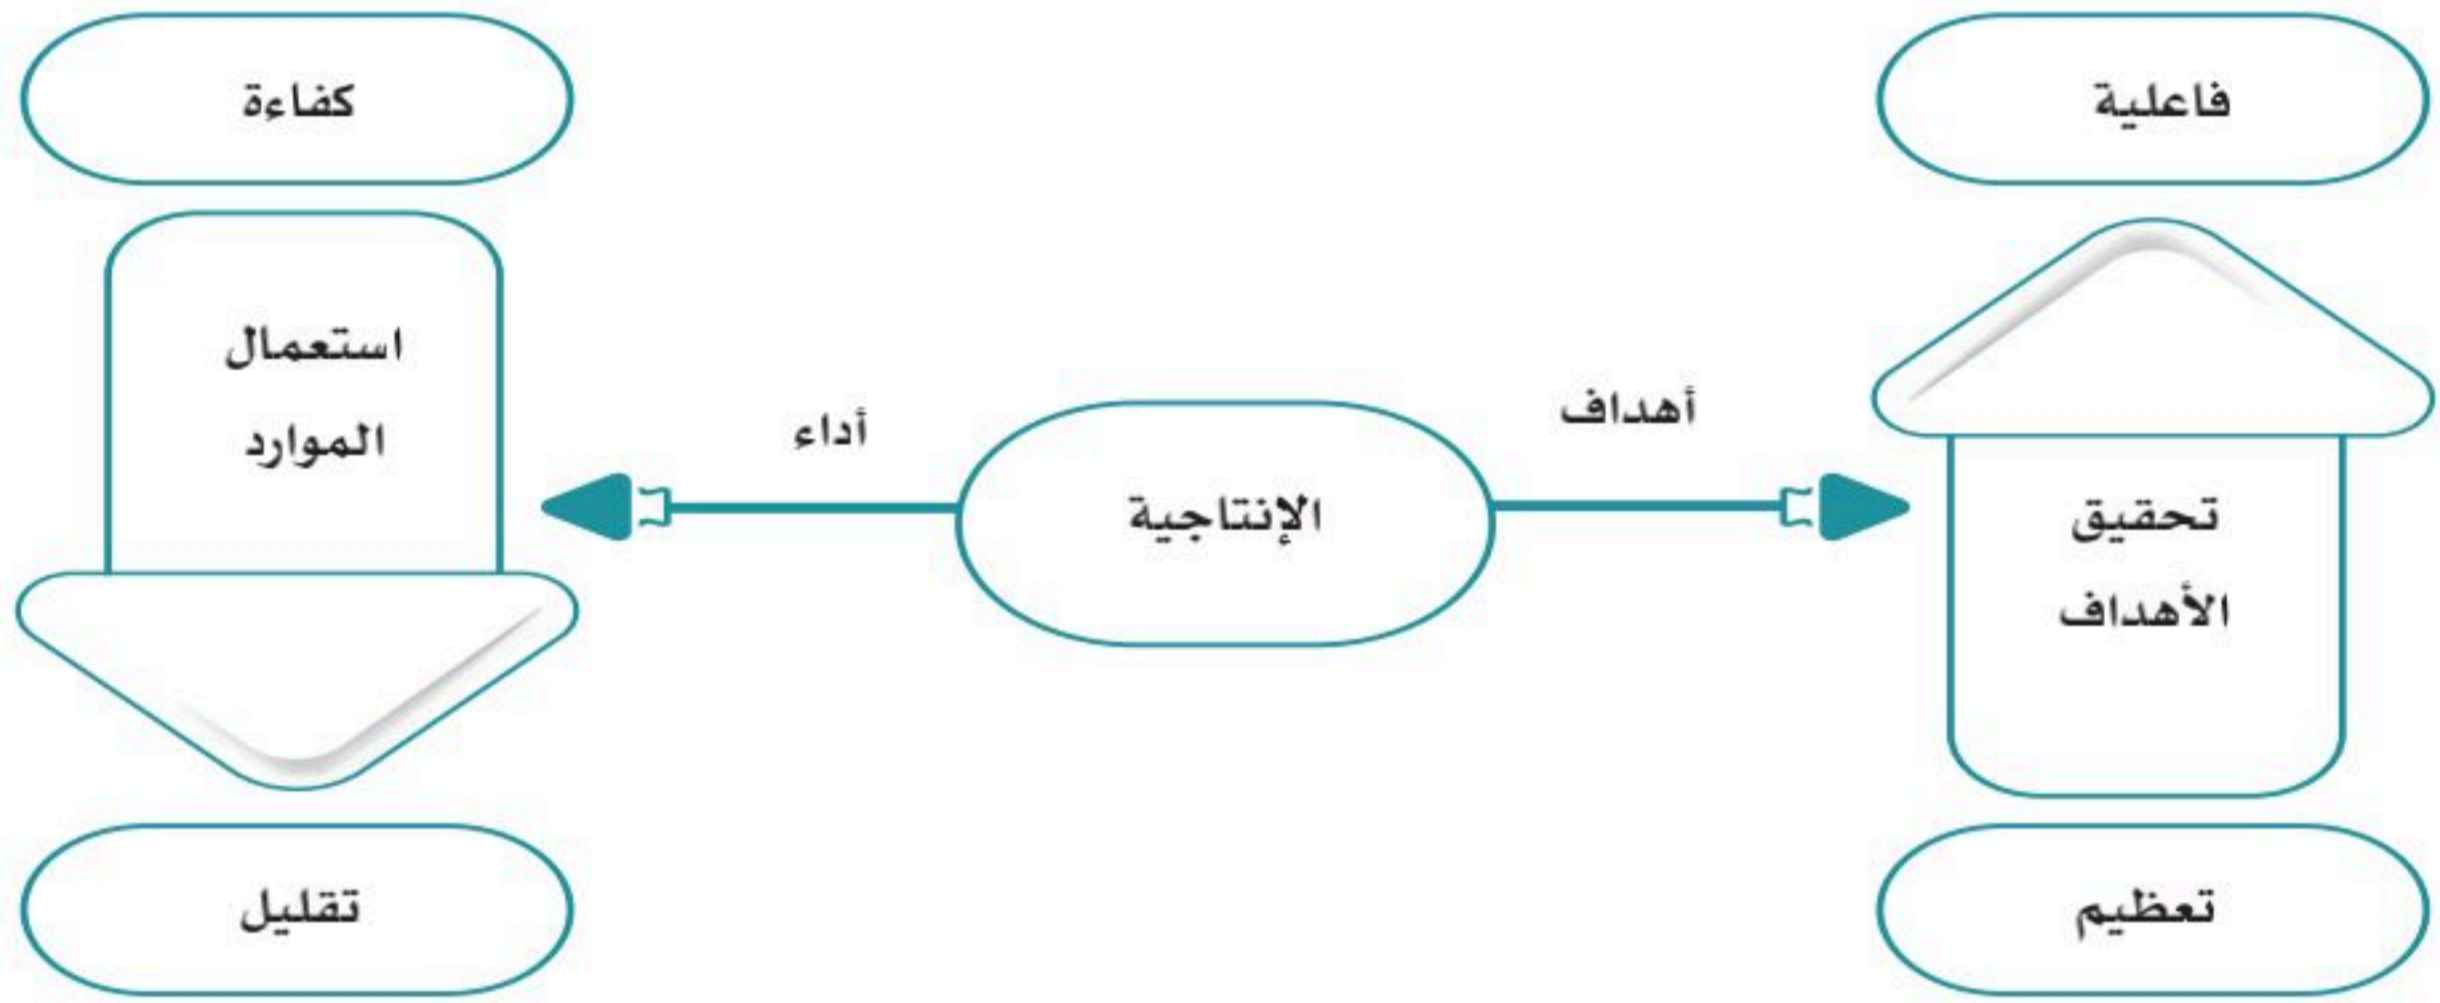 فاعلية
كفاءة
استعمال
الموارد
أهداف
أداء
الإنتاجية
تحقيق
الأهداف
تعظيم
تقليل